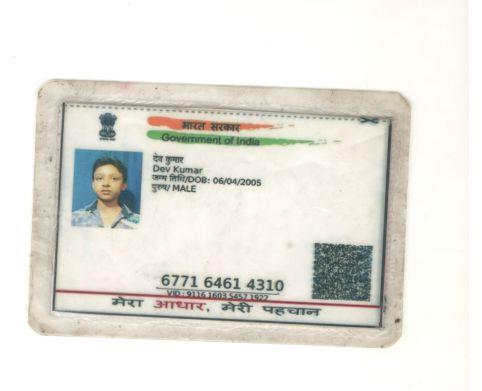 भारत सरकार
Government of India
देव कुमार
Dev Kumar
जन्म तिथि/DOB: 06/04/2005
पुरुष/ MALE
6771 6461 4310
VID : 9116 1603 5457 1922
मेरा आधार, मेरी पहचान